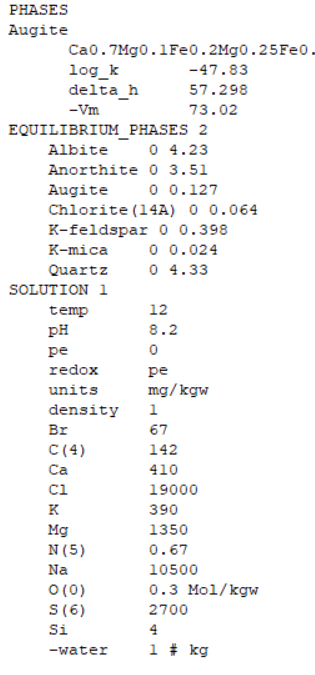 PHASES
Augite
Ca0.7Mg0.1Fe0.2Mg0.25Fe0.
log_k -47.83
delta_h 57.298
-Vm 73.02
EQUILIBRIUM_PHASES 2
Albite 0 4.23
Anorthite 0 3.51
Augite 0 0.127
Chlorite(14A) 0 0.064
K-feldspar 0 0.398
K-mica 0 0.024
Quartz 0 4.33
SOLUTION 1
temp 12
pH 8.2
pe 0
redox pe
units mg/kgw
density 1
Br 67
C(4) 142
Ca 410
Cl 19000
K 390
Mg 1350
N(5) 0.67
Na 10500
O(0) 0.3 Mol/kgw
S(6) 2700
Si 4
-water 1 # kg